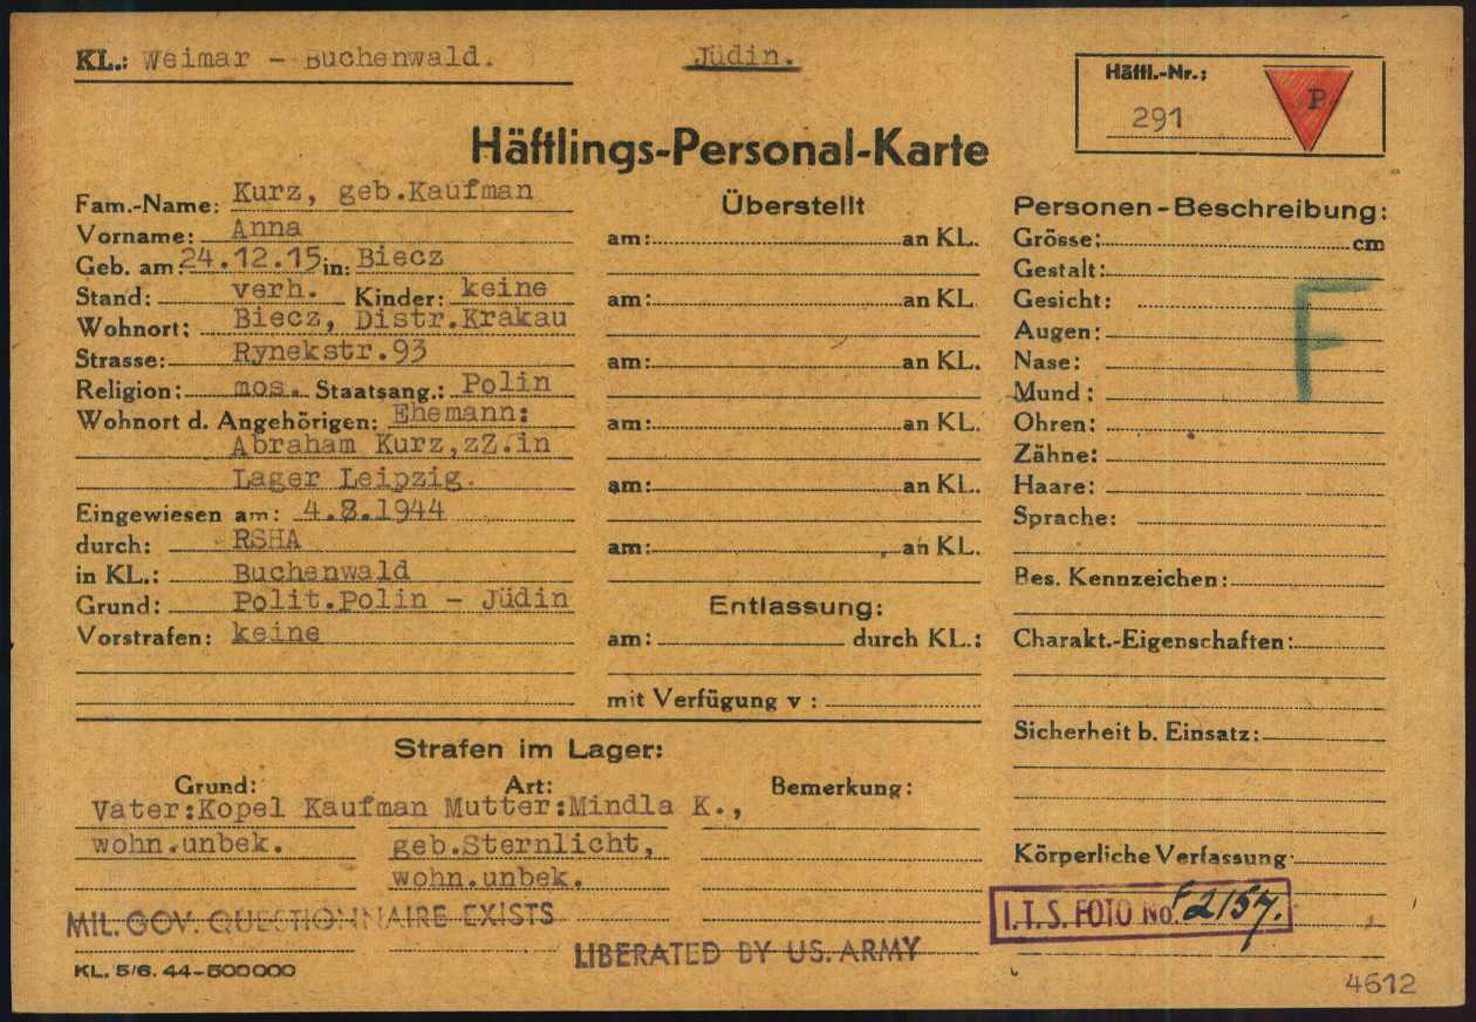 KL.: Weimar - Buchenwald.
Jüdin.
Häftl.-Nr.:
291
P
Häftlings-Personal-Karte
Fam.-Name: Kurz, geb.Kaufman
Vorname: Anna
Geb. am: 24.12.15 in: Biecz
Stand: verh. Kinder: keine
Wohnort: Biecz, Distr.Krakau
Strasse: Rynekstr.93
Religion: mos. Staatsang.: Polin
Wohnort d. Angehörigen: Ehemann:
Abraham Kurz,zZ.in
Lager Leipzig.
Eingewiesen am: 4.8.1944
durch: RSHA
in KL.: Buchenwald
Grund: Polit.Polin - Jüdin
Vorstrafen: keine
Überstellt
am: an KL.
am: an KL.
am: an KL.
am: an KL.
am: an KL.
am: an KL.
Entlassung:
am: durch KL.:
mit Verfügung v :
Personen-Beschreibung:
Grösse: cm
Gestalt:
Gesicht:
Augen:
Nase:
Mund :
Ohren:
Zähne:
Haare:
Sprache:
F
Bes. Kennzeichen:
Charakt.-Eigenschaften:
Sicherheit b. Einsatz:
Körperliche Verfassung:
Strafen im Lager:
Grund: Art: Bemerkung:
Vater:Kopel Kaufman Mutter:Mindla K.,
wohn.unbek. geb.Sternlicht,
wohn.unbek.
MIL. GOV. QUESTIONNAIRE EXISTS
I.T.S. FOTO No. F2157.
LIBERATED BY US. ARMY
KL. 5/6. 44-500000
4612